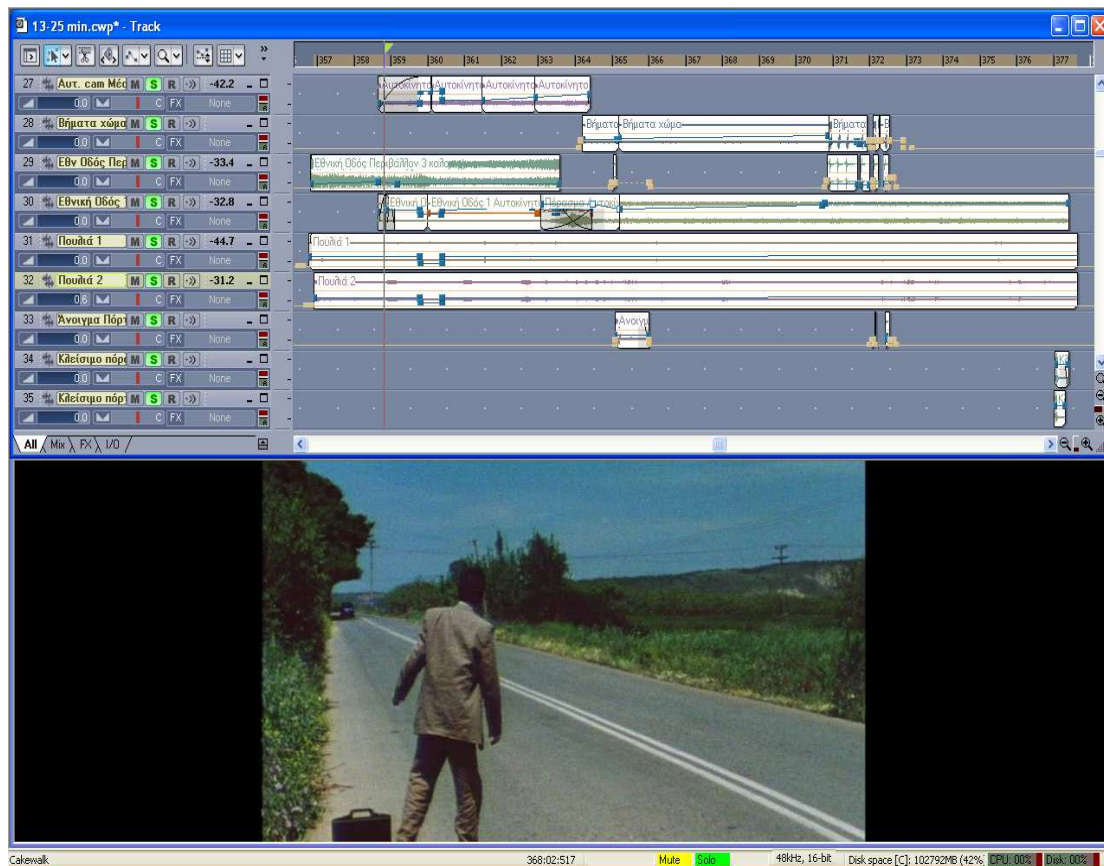 13-25 min.cwp* - Track
357 358 359 360 361 362 363 364 365 366 367 368 369 370 371 372 373 374 375 376 377
27 Αυτ. cam Μέσ M S R -42.2
0.0 C FX None
Αυτοκίνητο Αυτοκίνητο Αυτοκίνητο Αυτοκίνητο
28 Βήματα χώμα M S R
0.0 C FX None
Βήματα Βήματα χώμα Βήματα Β
29 Εθν Οδός Περ M S R -33.4
0.0 C FX None
Εθνική Οδός Περιβάλλον 3 καλο
30 Εθνική Οδός 1 M S R -32.8
0.0 C FX None
Εθνική Ο Εθνική Οδός 1 Αυτοκίνητ Πέρασμα Αυτοκί
31 Πουλιά 1 M S R -44.7
0.0 C FX None
Πουλιά 1
32 Πουλιά 2 M S R -31.2
0.6 C FX None
Πουλιά 2
33 Άνοιγμα Πόρτ M S R
0.0 C FX None
Άνοιγμ
34 Κλείσιμο πόρ M S R
0.0 C FX None
Κ
35 Κλείσιμο πόρτ M S R
0.0 C FX None
Κ
All Mix FX I/O
Cakewalk 368:02:517 Mute Solo 48kHz, 16-bit Disk space [C]: 102792MB (42% CPU: 00% Disk: 00%